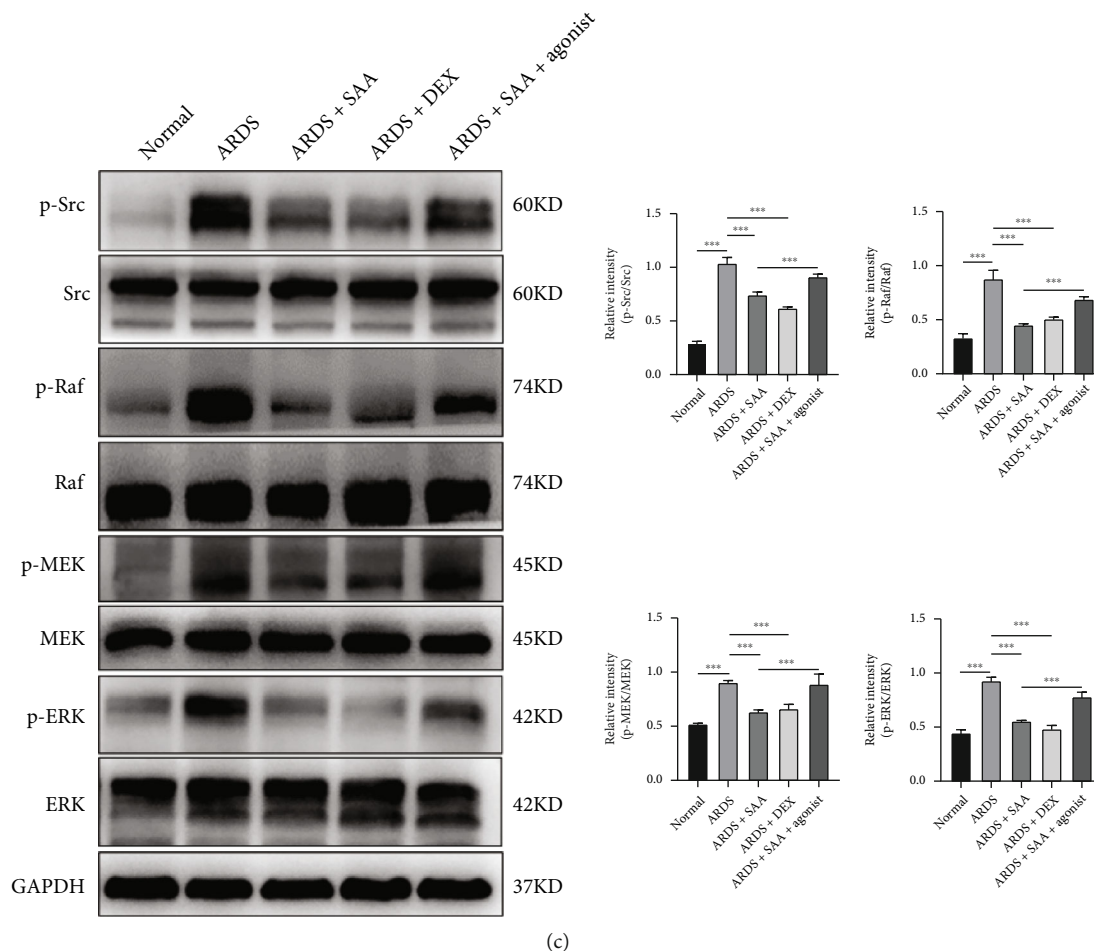 Normal
ARDS
ARDS + SAA
ARDS + DEX
ARDS + SAA + agonist
p-Src
60KD
Src
60KD
p-Raf
74KD
Raf
74KD
p-MEK
45KD
MEK
45KD
p-ERK
42KD
ERK
42KD
GAPDH
37KD
Relative intensity
(p-Src/Src)
1.5
1.0
0.5
0.0
***
***
***
***
Normal
ARDS
ARDS + SAA
ARDS + DEX
ARDS + SAA + agonist
Relative intensity
(p-Raf/Raf)
1.5
1.0
0.5
0.0
***
***
***
***
Normal
ARDS
ARDS + SAA
ARDS + DEX
ARDS + SAA + agonist
Relative intensity
(p-MEK/MEK)
1.5
1.0
0.5
0.0
***
***
***
***
Normal
ARDS
ARDS + SAA
ARDS + DEX
ARDS + SAA + agonist
Relative intensity
(p-ERK/ERK)
1.5
1.0
0.5
0.0
***
***
***
***
Normal
ARDS
ARDS + SAA
ARDS + DEX
ARDS + SAA + agonist
(c)